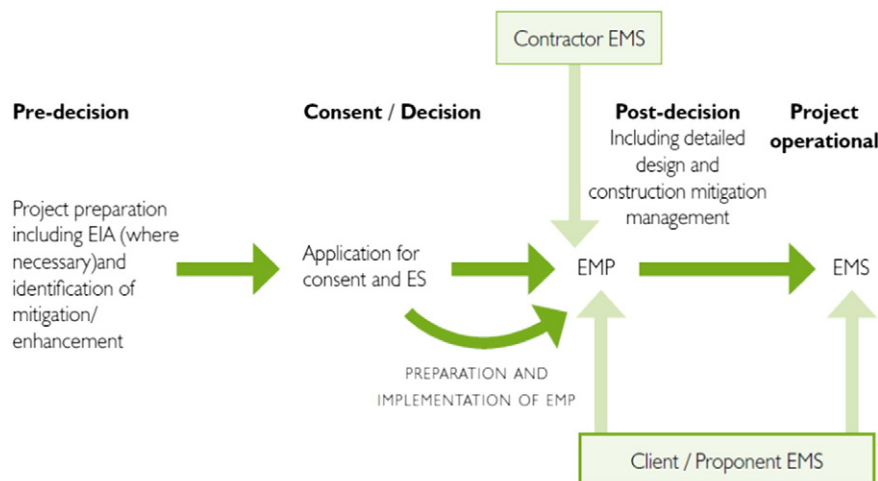 Contractor EMS
Pre-decision
Consent / Decision
Post-decision
Including detailed
design and
construction mitigation
management
Project
operational
Project preparation
including EIA (where
necessary)and
identification of
mitigation/
enhancement
Application for
consent and ES
EMP
EMS
PREPARATION AND
IMPLEMENTATION OF EMP
Client / Proponent EMS